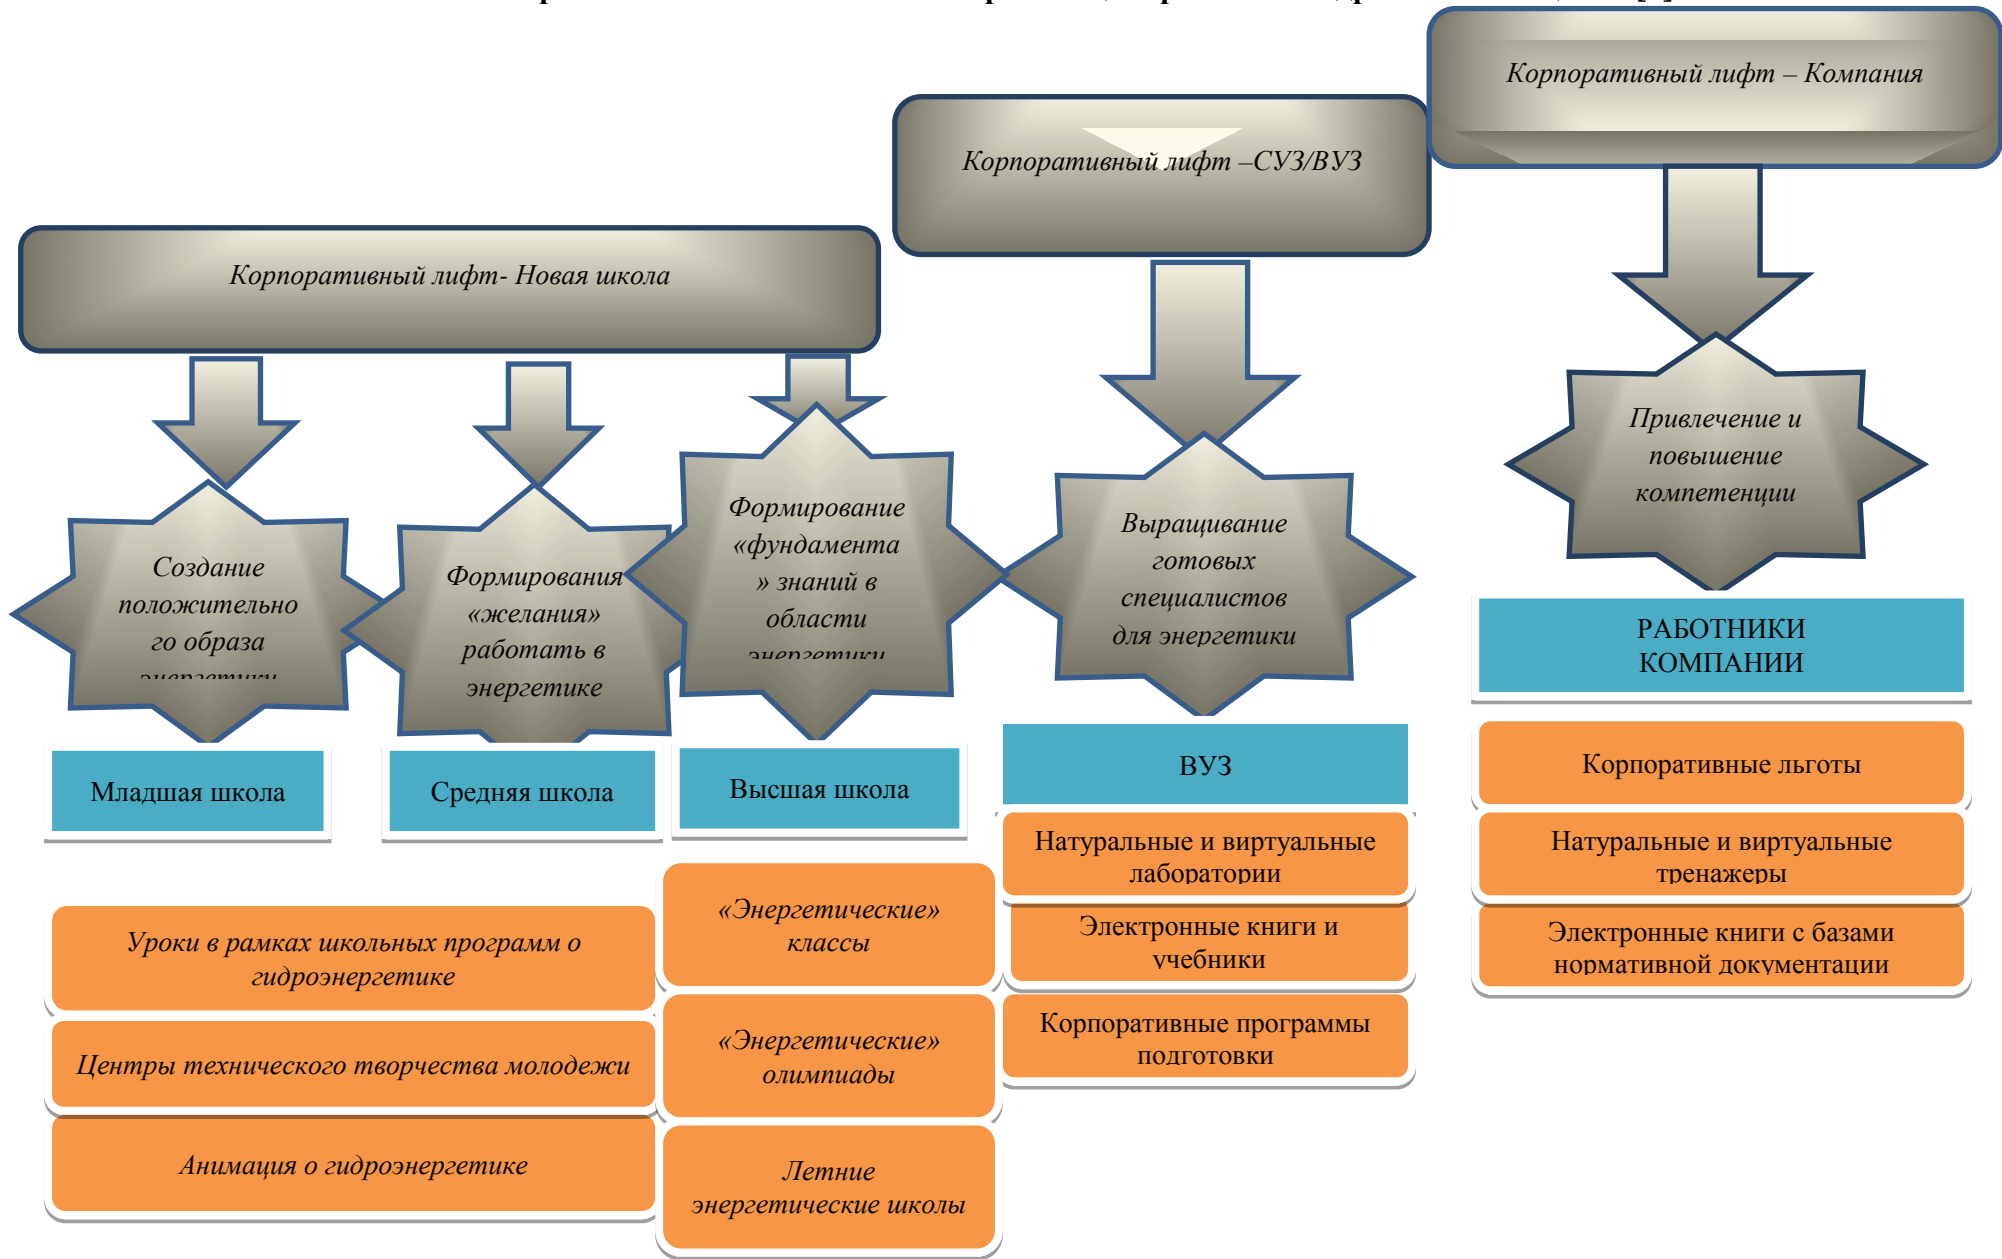 Корпоративный лифт – Компания
Корпоративный лифт –СУЗ/ВУЗ
Корпоративный лифт- Новая школа
Создание
положительно
го образа
энергетики
Формирования
«желания»
работать в
энергетике
Формирование
«фундамента
» знаний в
области
энергетики
Выращивание
готовых
специалистов
для энергетики
Привлечение и
повышение
компетенции
Младшая школа
Средняя школа
Высшая школа
ВУЗ
РАБОТНИКИ
КОМПАНИИ
Уроки в рамках школьных программ о
гидроэнергетике
Центры технического творчества молодежи
Анимация о гидроэнергетике
«Энергетические»
классы
«Энергетические»
олимпиады
Летние
энергетические школы
Натуральные и виртуальные
лаборатории
Электронные книги и
учебники
Корпоративные программы
подготовки
Корпоративные льготы
Натуральные и виртуальные
тренажеры
Электронные книги с базами
нормативной документации